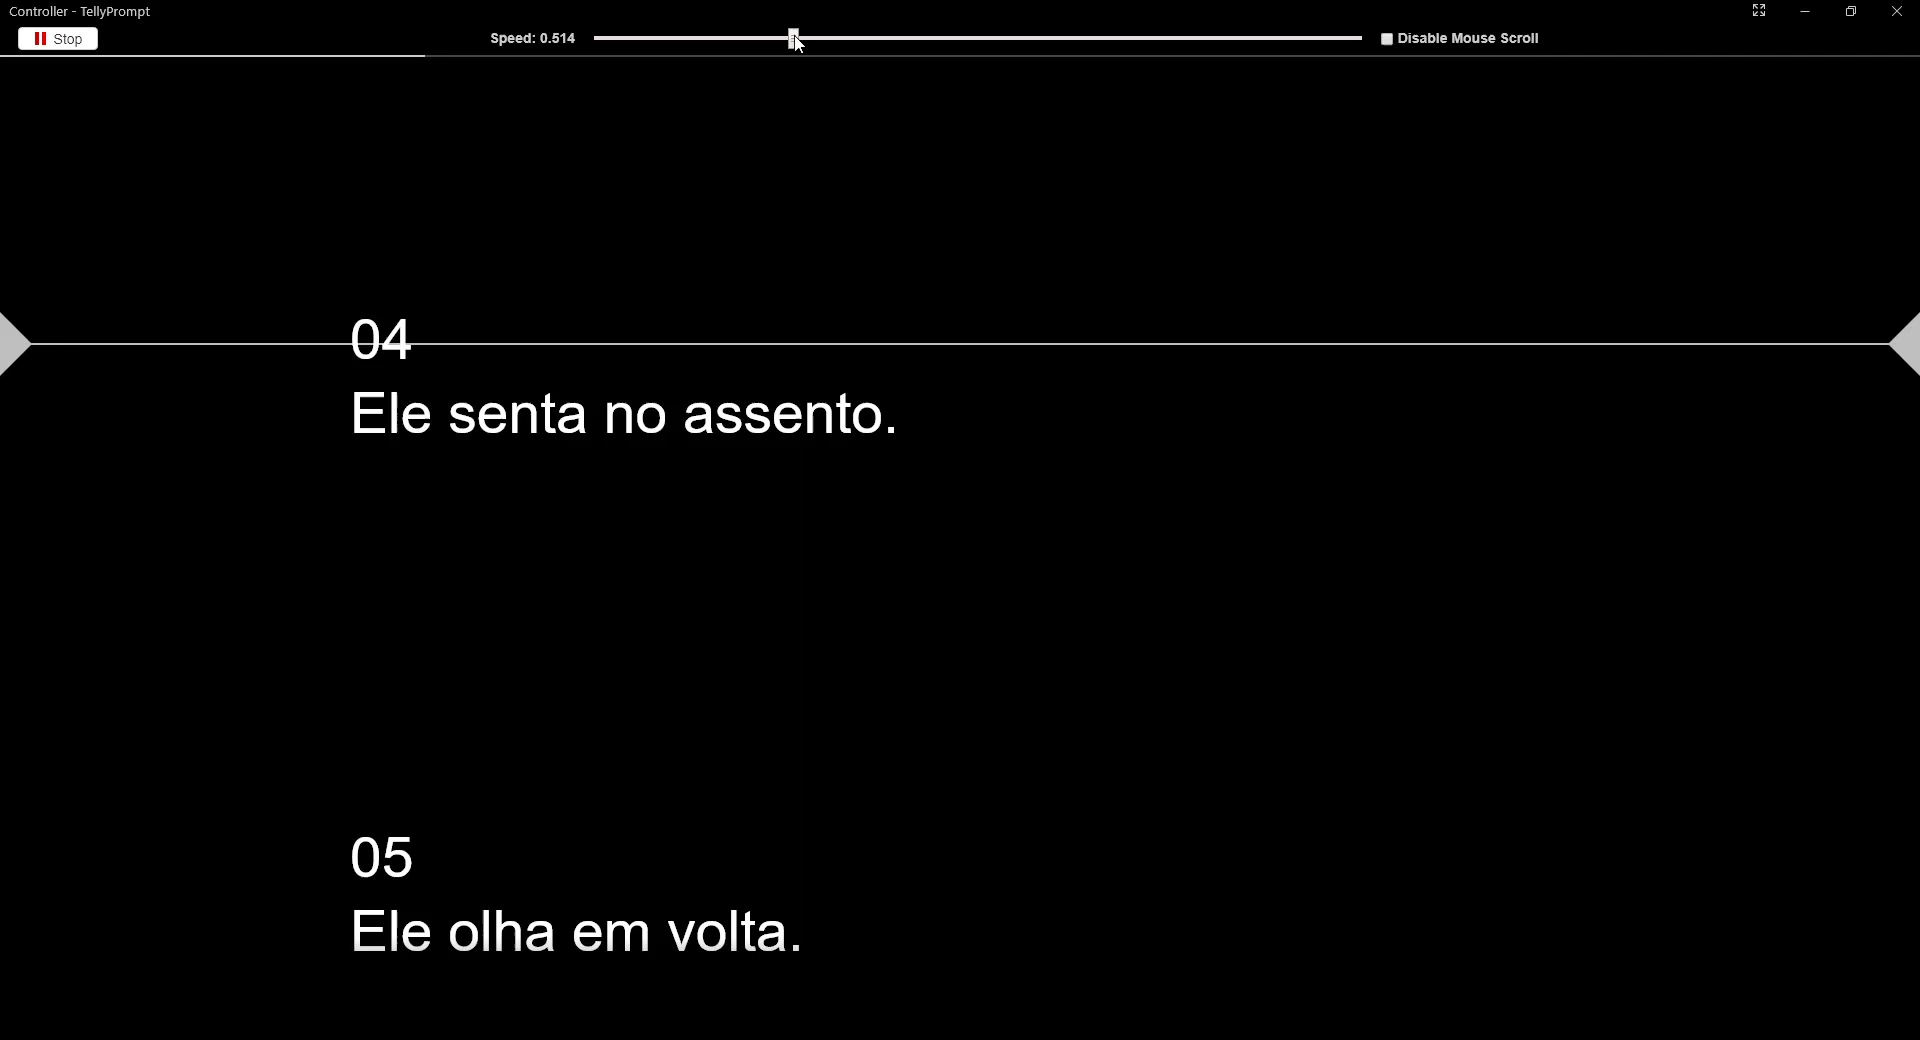 Controller - TellyPrompt
Stop
Speed: 0.514
Disable Mouse Scroll
04
Ele senta no assento.
05
Ele olha em volta.